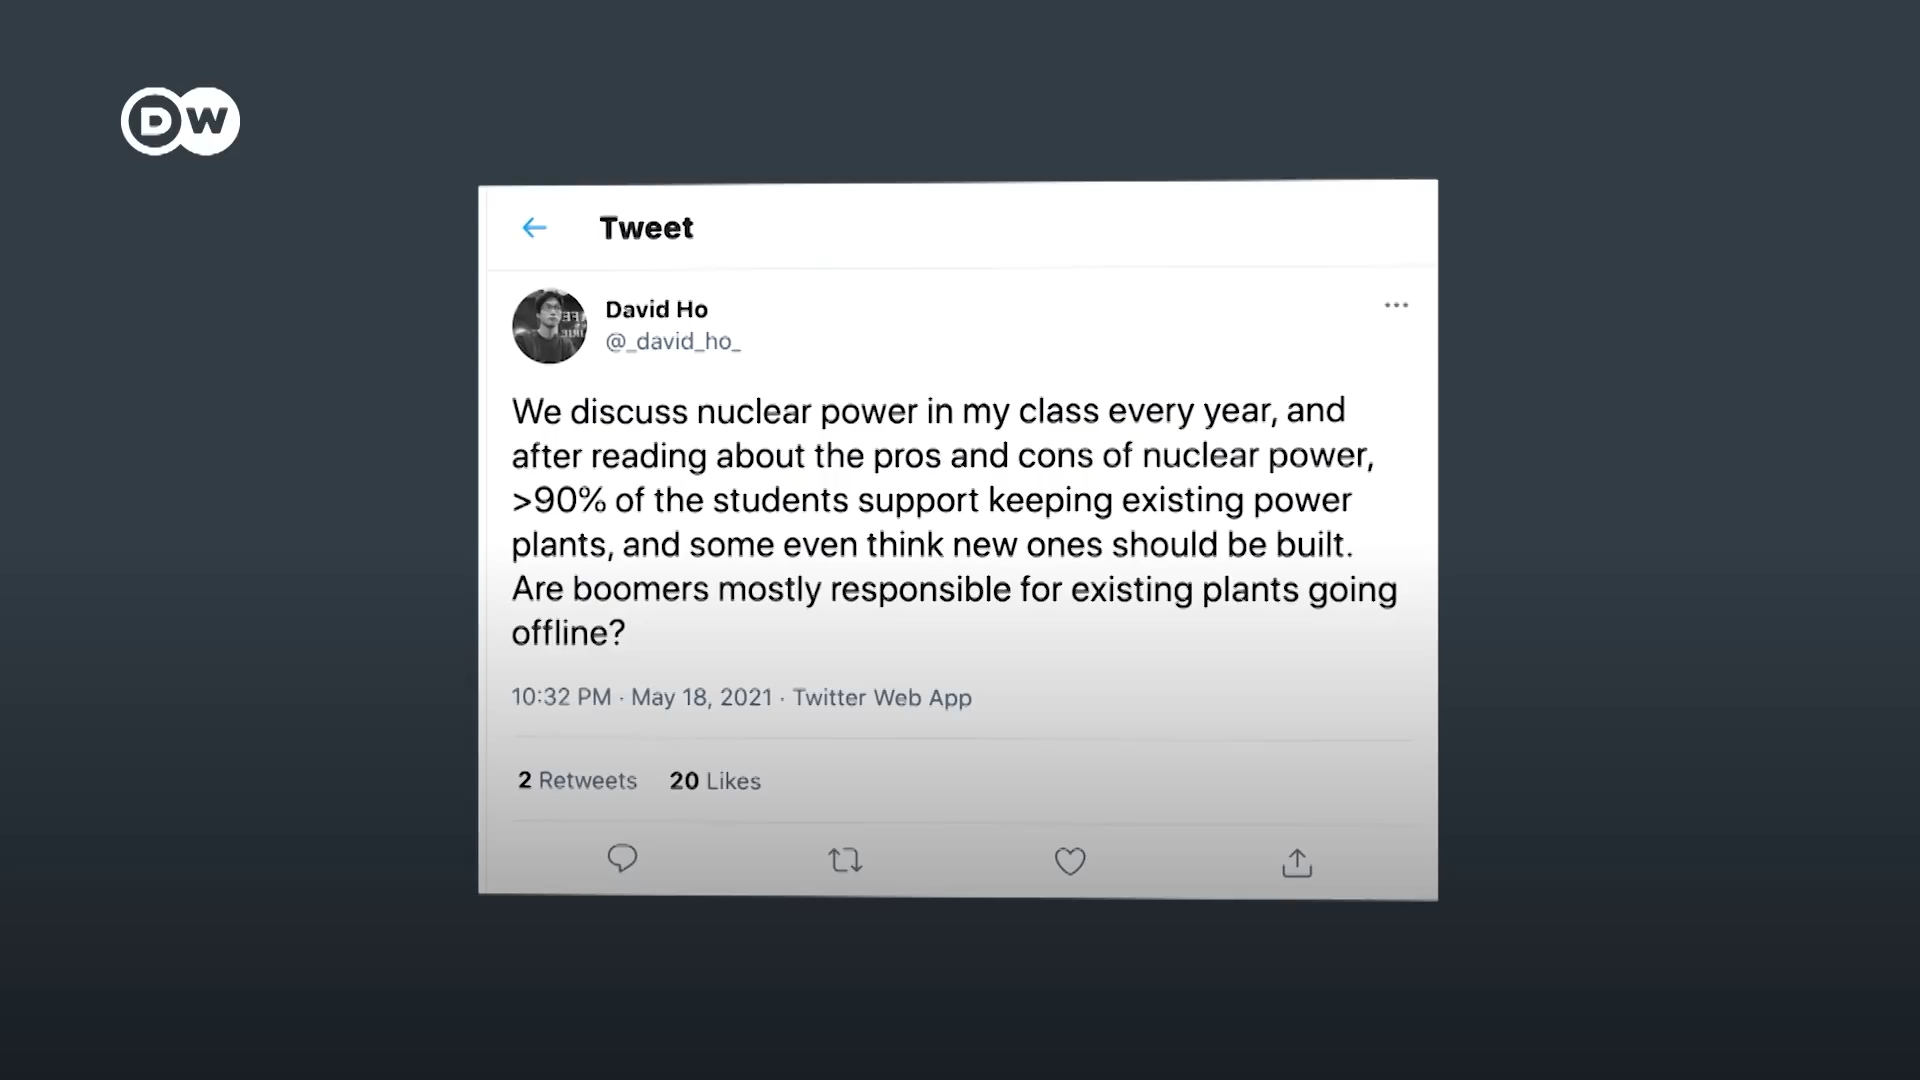 DW
Tweet
David Ho
@_david_ho_
We discuss nuclear power in my class every year, and
after reading about the pros and cons of nuclear power,
>90% of the students support keeping existing power
plants, and some even think new ones should be built.
Are boomers mostly responsible for existing plants going
offline?
10:32 PM · May 18, 2021 · Twitter Web App
2 Retweets 20 Likes